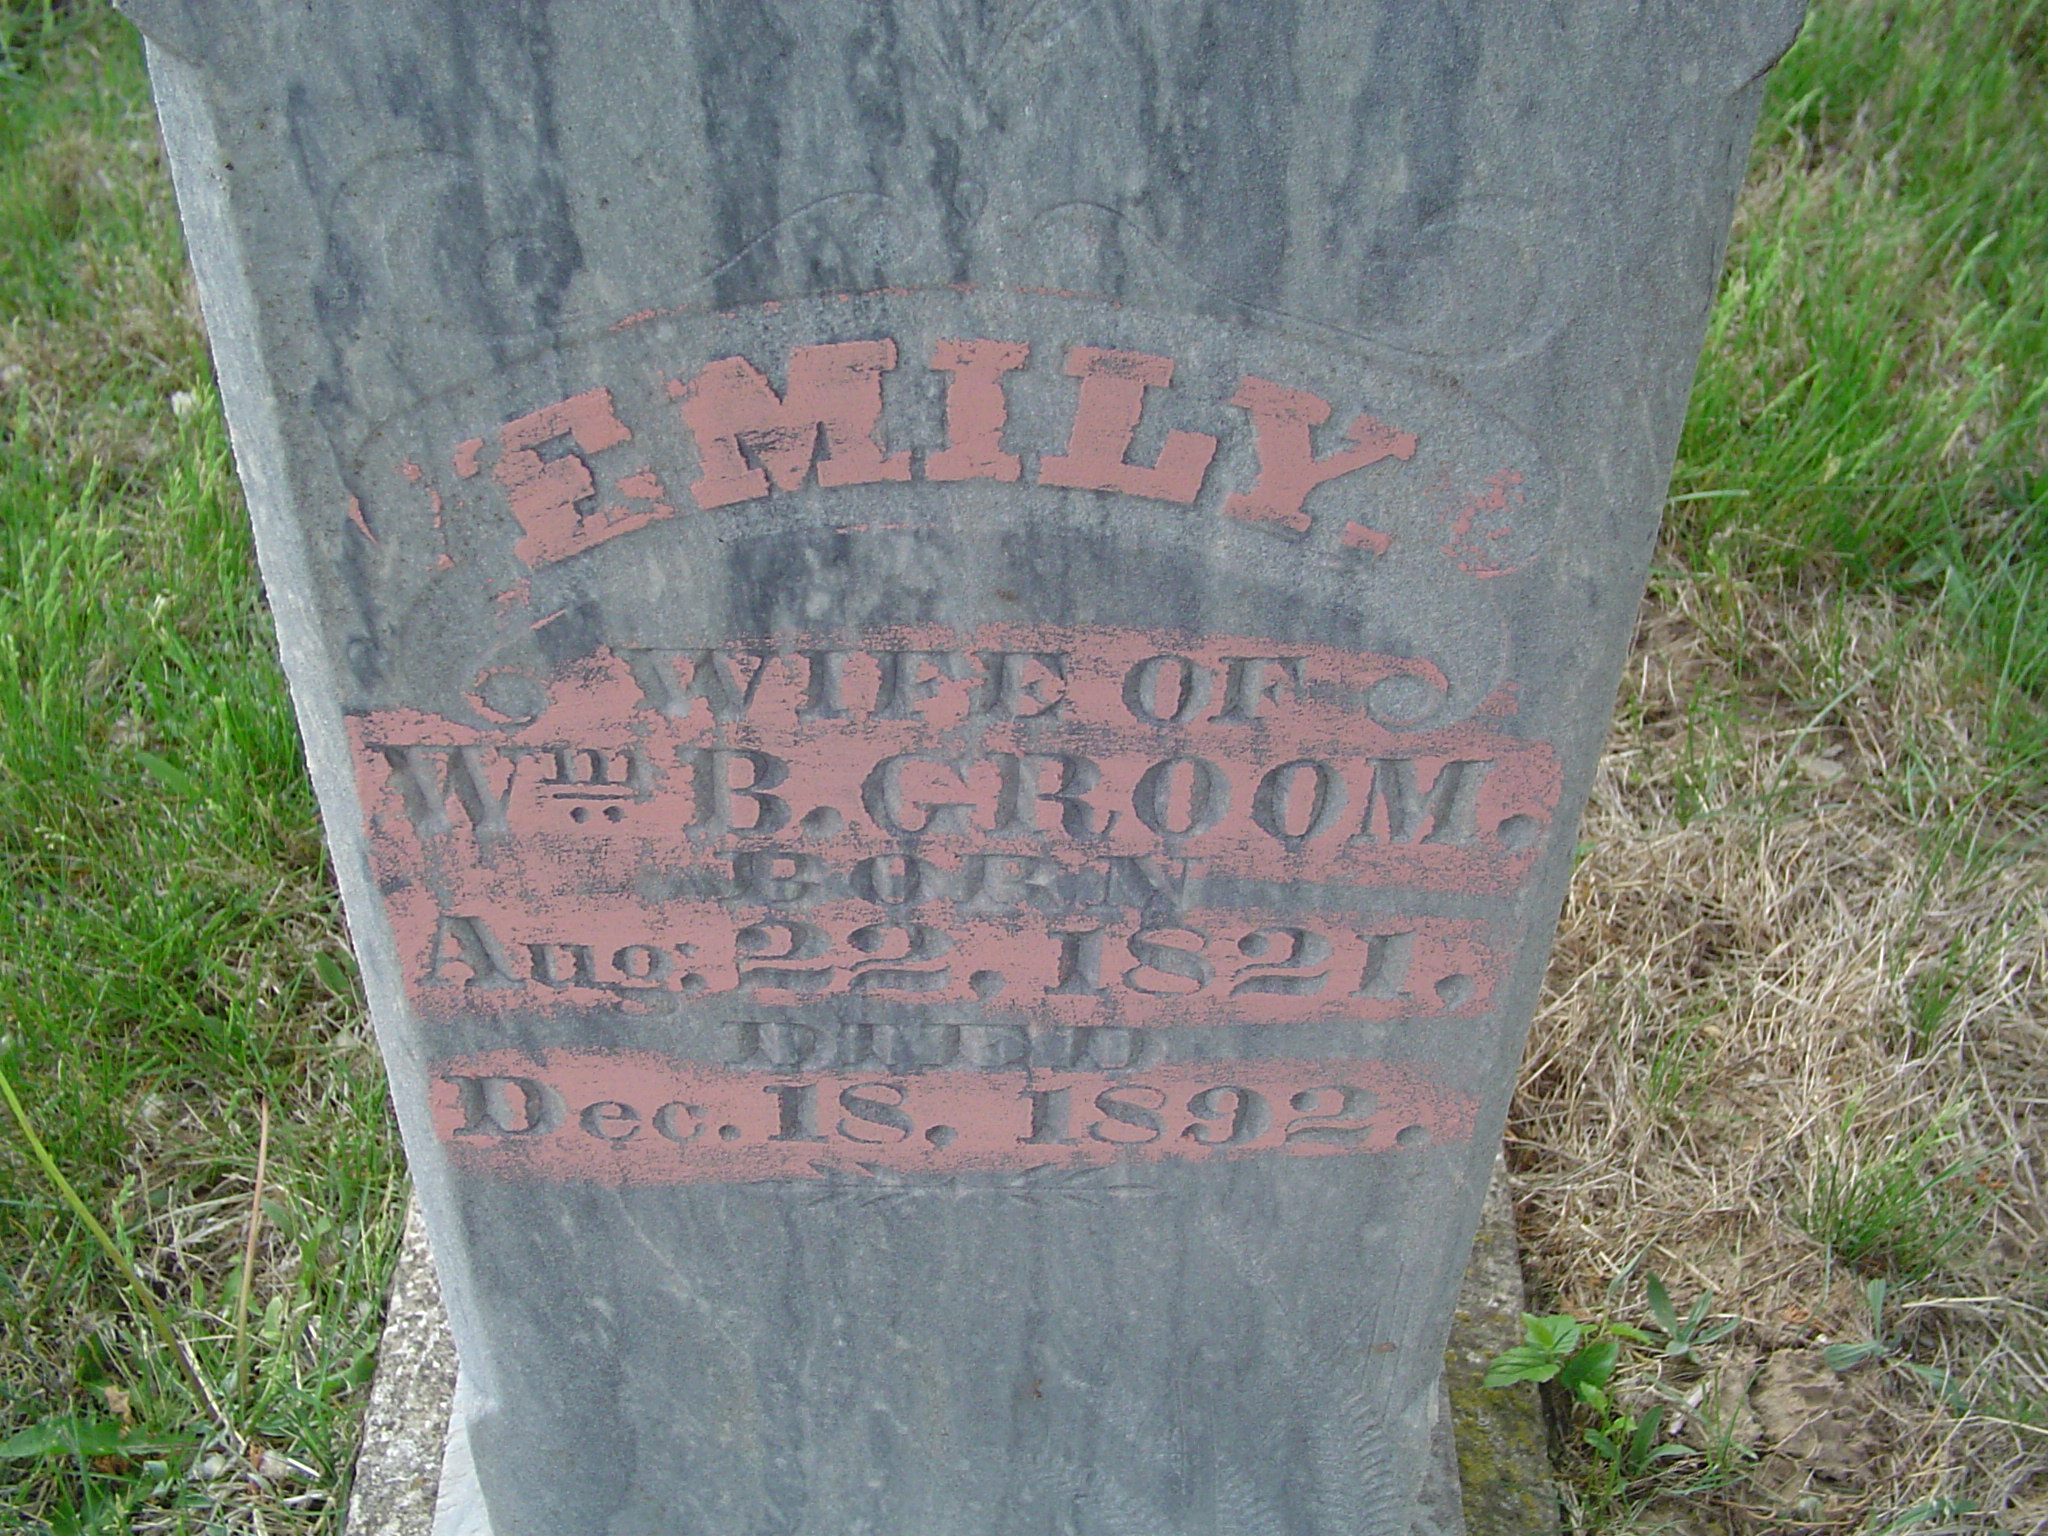 EMILY.
WIFE OF
Wm B. GROOM.
BORN
Aug. 22, 1821.
DIED
Dec. 18, 1892.